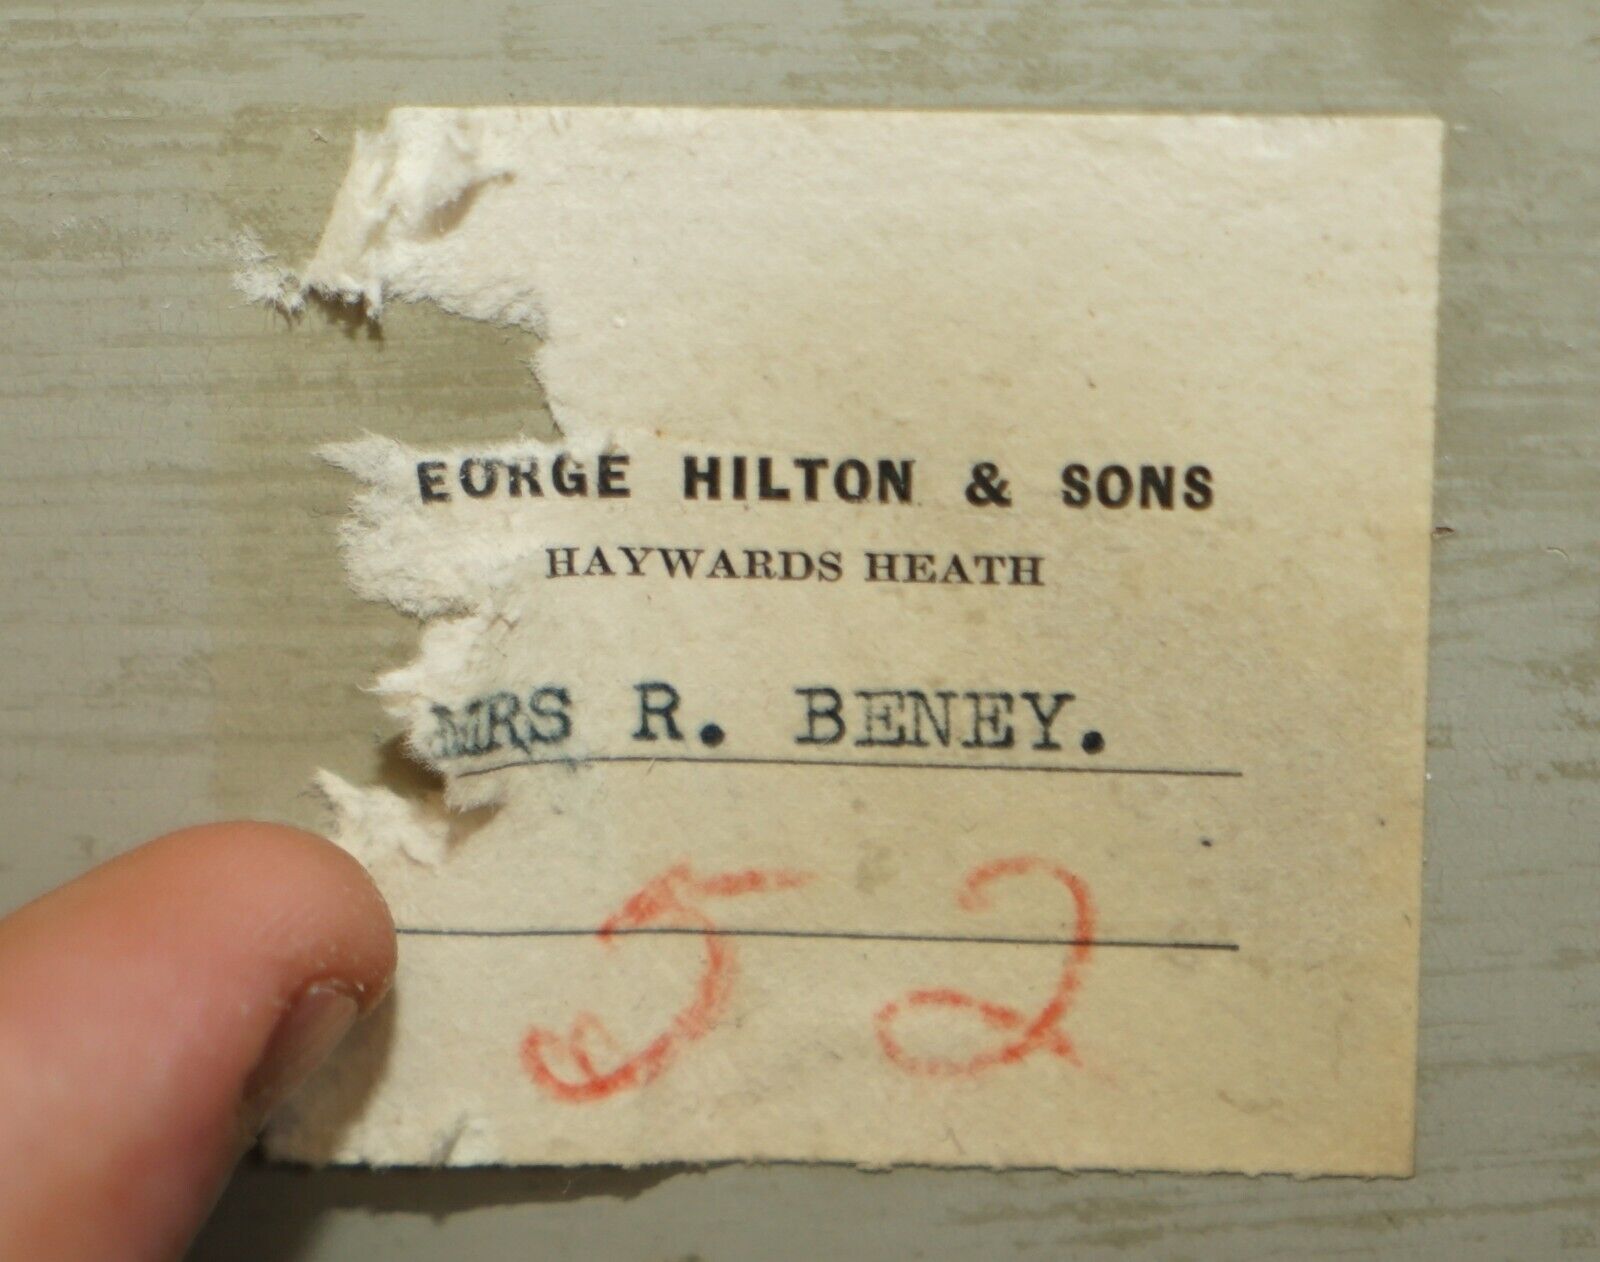 EORGE HILTON & SONS
HAYWARDS HEATH
MRS R. BENEY.
52